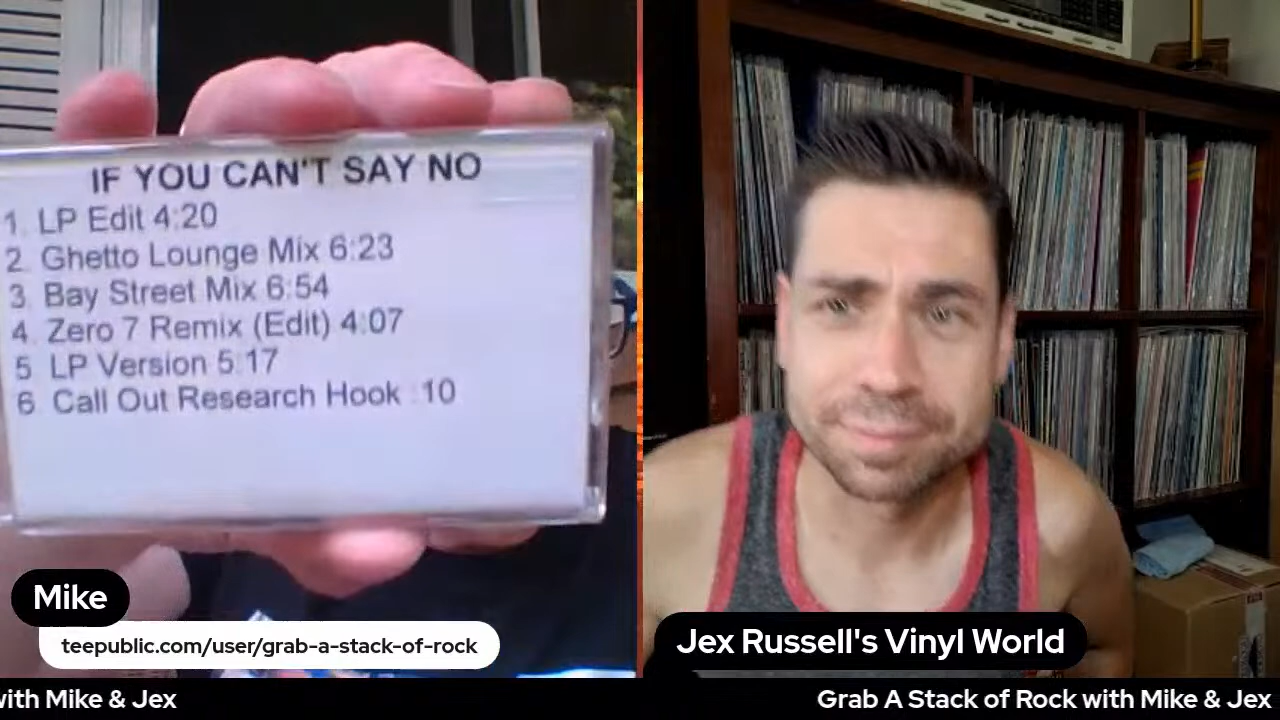 IF YOU CAN'T SAY NO
1. LP Edit 4:20
2. Ghetto Lounge Mix 6:23
3. Bay Street Mix 6:54
4. Zero 7 Remix (Edit) 4:07
5 LP Version 5:17
6 Call Out Research Hook :10
Mike
teepublic.com/user/grab-a-stack-of-rock
Jex Russell's Vinyl World
with Mike & Jex
Grab A Stack of Rock with Mike & Jex